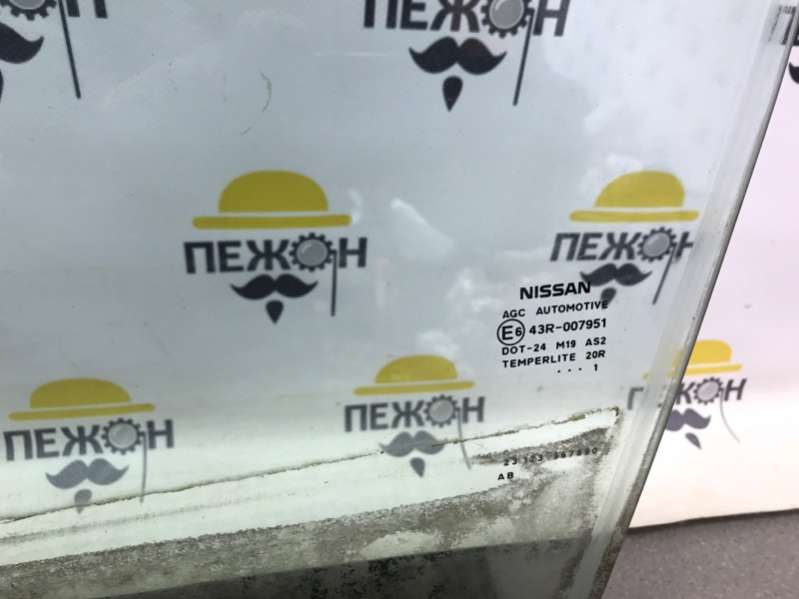 ПЕЖОН
ПЕЖОН
ПЕЖОН
NISSAN
AGC AUTOMOTIVE
E6 43R-007951
DOT-24 M19 AS2
TEMPERLITE 20R
... 1
ПЕЖОН
ПЕЖОН
ПЕЖОН
AB